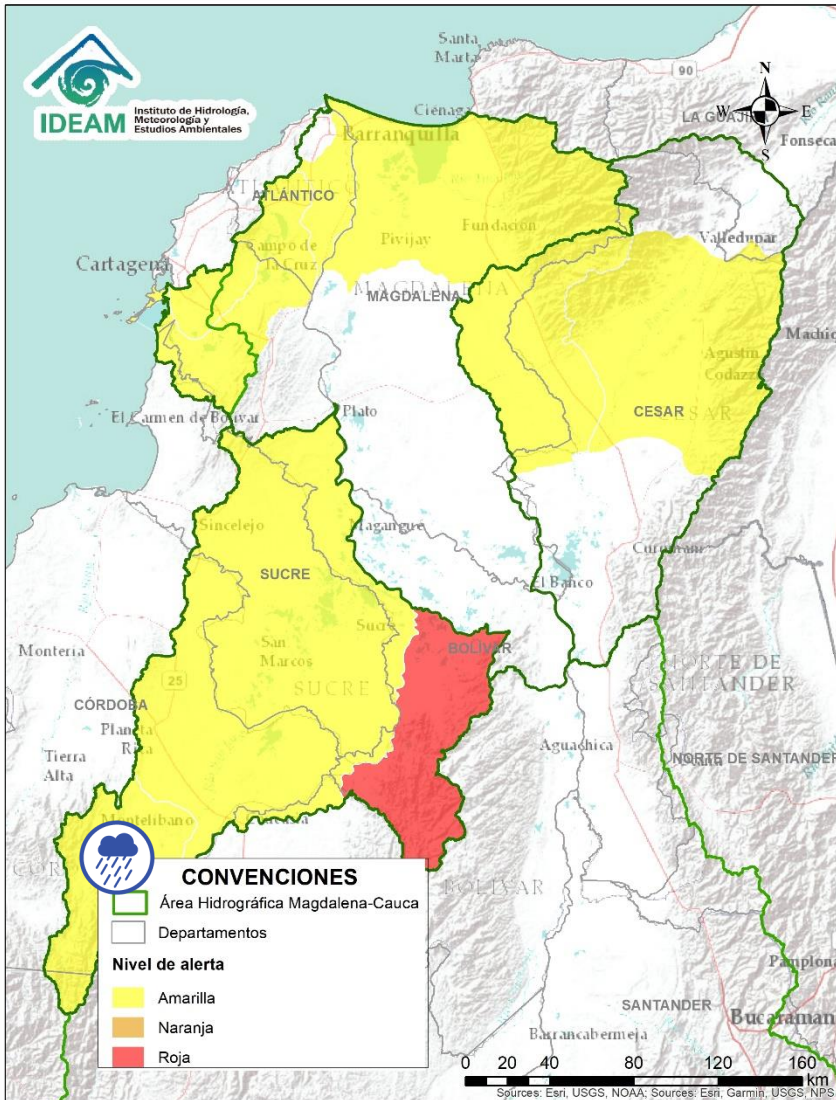 Santa
Marta
90
N
W
E
S
IDEAM
Instituto de Hidrología,
Meteorología y
Estudios Ambientales
Ciénaga
LA GUAJI
Fonseca
Barranquilla
ATLÁNTICO
Valledupar
Fundación
Pivijay
Campo de
la Cruz
Cartagena
MAGDALENA
Agustín
Codazzi
CESAR
El Carmen de Bolívar
Plato
Sincelejo
Magangué
Curumaní
El Banco
SUCRE
Sucre
San
Marcos
SUCRE
Montería
BOLÍVAR
NORTE DE
SANTANDER
25
CÓRDOBA
Planeta
Rica
Tierra
Alta
Aguachica
NORTE DE SANTANDER
Montelíbano
CONVENCIONES
Área Hidrográfica Magdalena-Cauca
Departamentos
Nivel de alerta
Amarilla
Naranja
Roja
BOLÍVAR
Pamplona
SANTANDER
Bucaraman
Barrancabermeja
0 20 40 80 120 160
km
Sources: Esri, USGS, NOAA; Sources: Esri, Garmin, USGS, NPS